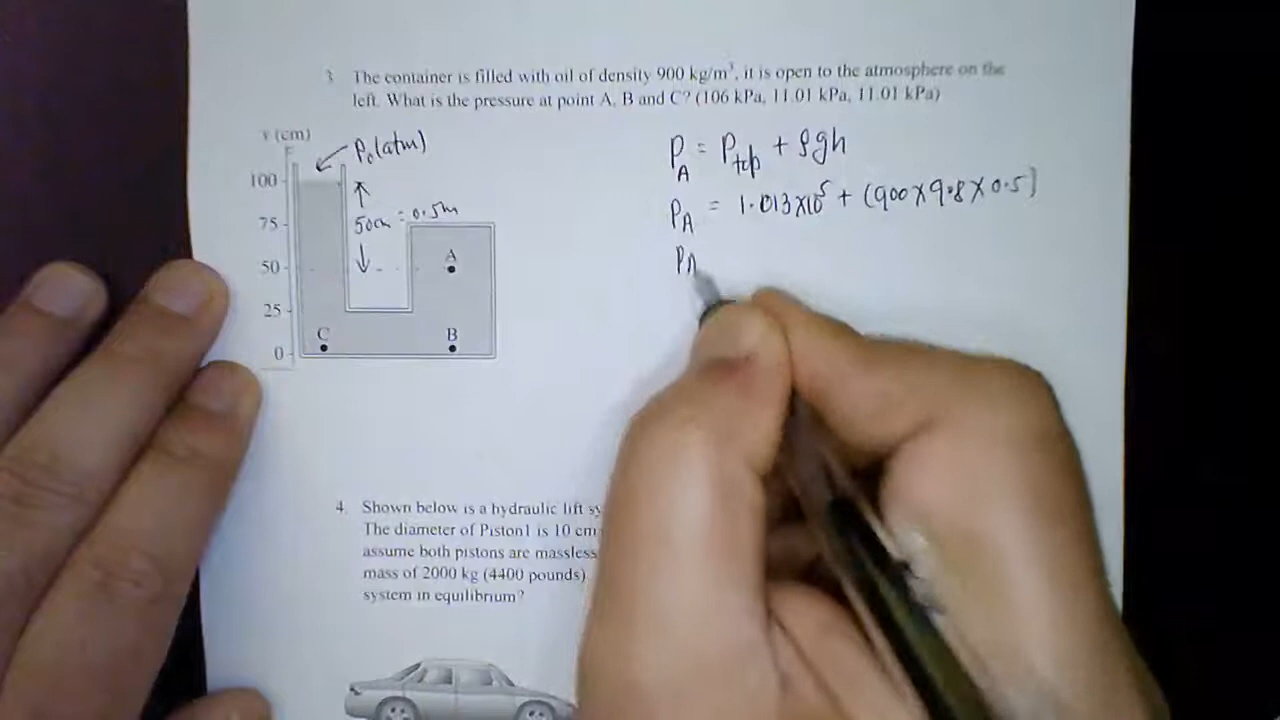 3. The container is filled with oil of density 900 kg/m³, it is open to the atmosphere on the
left. What is the pressure at point A, B and C? (106 kPa, 11.01 kPa, 11.01 kPa)
(cm)
P₀(atm)
100
75
50
25
0
50cm = 0.5m
A
B
C
P_A = P_top + ρgh
P_A = 1.013×10⁵ + (900×9.8×0.5)
P_A
4. Shown below is a hydraulic lift sy
The diameter of Piston1 is 10 cm
assume both pistons are massless
mass of 2000 kg (4400 pounds)
system in equilibrium?